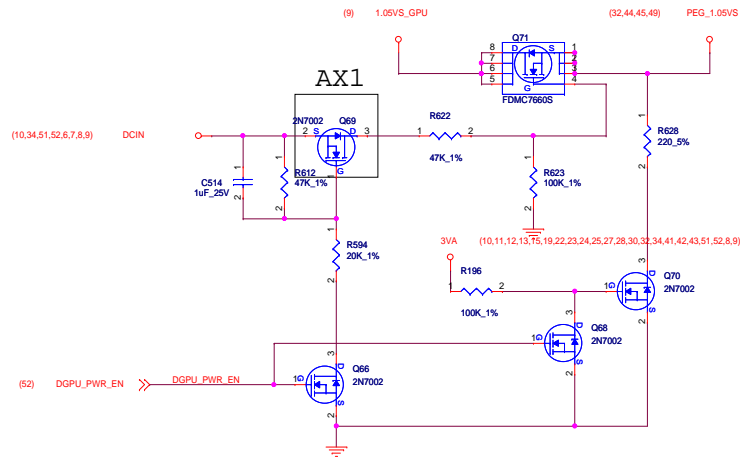 (9) 1.05VS_GPU (32,44,45,49) PEG_1.05VS
Q71
8 D S 1
7 2
6 3
5 G 4
FDMC7660S
AX1
2N7002 Q69
(10,34,51,52,6,7,8,9) DCIN 2 S D 3
G
1
R622
1 2
47K_1%
R628
220_5%
1
2
C514
1uF_25V
1
2
R612
47K_1%
1
2
R623
100K_1%
1
2
1
R594
20K_1%
2
3VA (10,11,12,13,15,19,22,23,24,25,27,28,30,32,34,41,42,43,51,52,8,9)
R196
1 2
100K_1%
3
D
Q70
1 G 2N7002
S
2
3
D
Q68
1 G 2N7002
S
2
(52) DGPU_PWR_EN DGPU_PWR_EN
3
D
Q66
1 G 2N7002
S
2